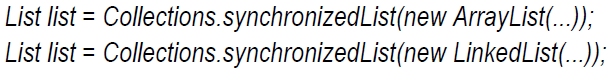 List list = Collections.synchronizedList(new ArrayList(...));
List list = Collections.synchronizedList(new LinkedList(...));